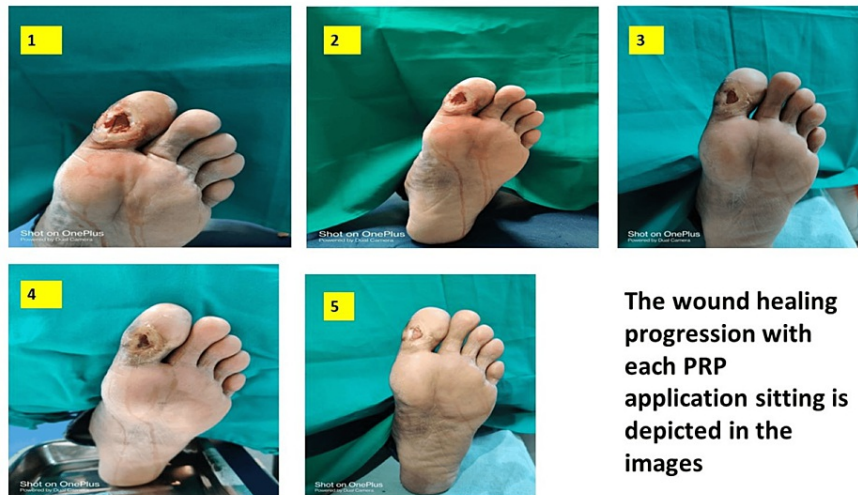 1
2
3
Shot on OnePlus
Powered by Dual Camera
Shot on OnePlus
Powered by Dual Camera
Shot on OnePlus
Powered by Dual Camera
4
5
The wound healing
progression with
each PRP
application sitting is
depicted in the
images
Shot on OnePlus
Powered by Dual Camera
Shot on OnePlus
Powered by Dual Camera